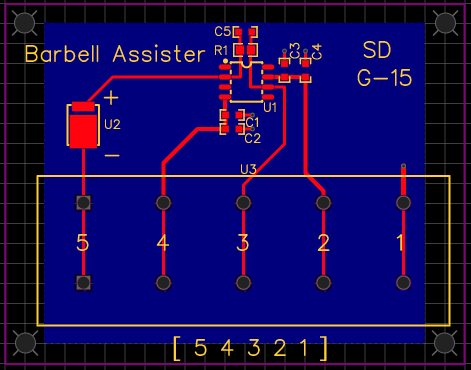 C5
Barbell Assister
R1
C3
C4
SD
G-15
+
U2
U1
C1
C2
−
U3
5 4 3 2 1
[ 5 4 3 2 1 ]